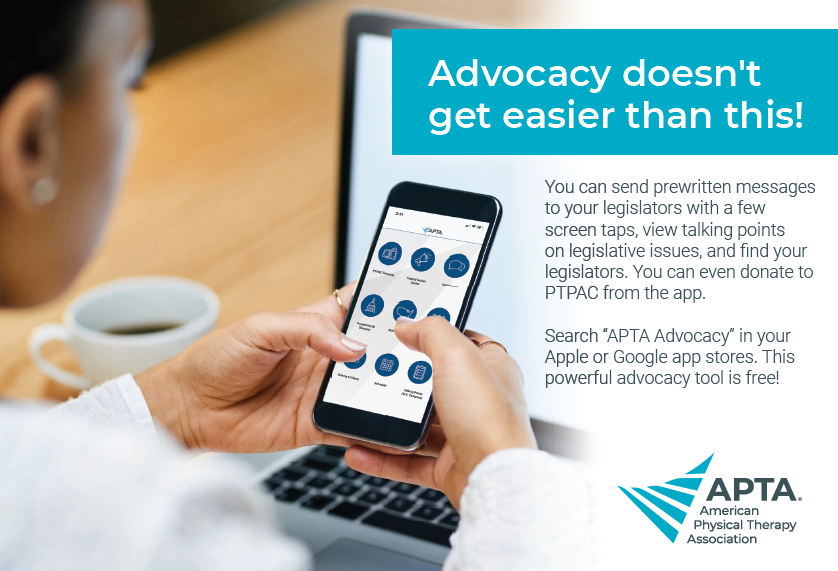 Advocacy doesn't
get easier than this!
You can send prewritten messages
to your legislators with a few
screen taps, view talking points
on legislative issues, and find your
legislators. You can even donate to
PTPAC from the app.
Search “APTA Advocacy” in your
Apple or Google app stores. This
powerful advocacy tool is free!
APTA
APTA®
American
Physical Therapy
Association